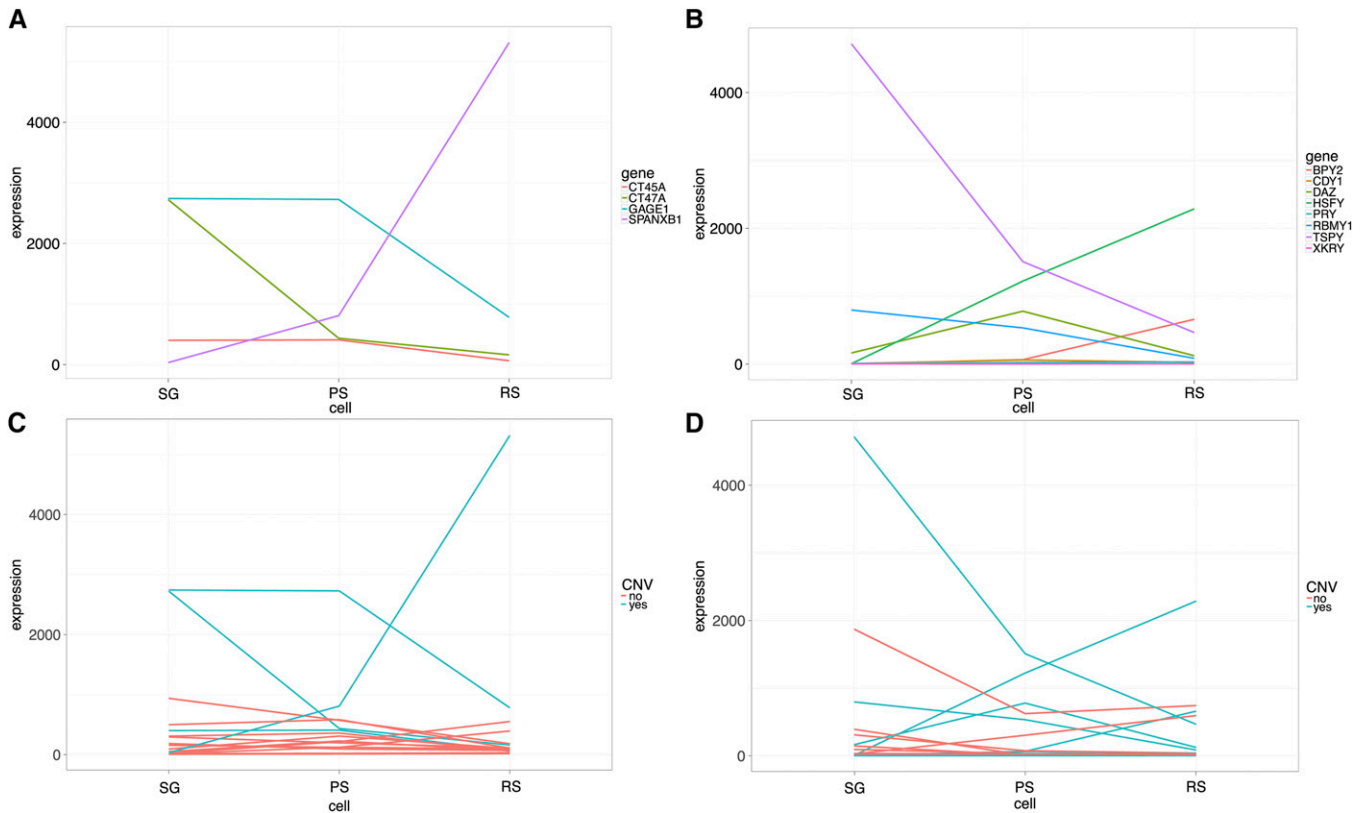 A
expression
4000
2000
0
SG
PS
RS
cell
gene
CT45A
CT47A
GAGE1
SPANXB1
B
expression
4000
2000
0
SG
PS
RS
cell
gene
BPY2
CDY1
DAZ
HSFY
PRY
RBMY1
TSPY
XKRY
C
expression
4000
2000
0
SG
PS
RS
cell
CNV
no
yes
D
expression
4000
2000
0
SG
PS
RS
cell
CNV
no
yes